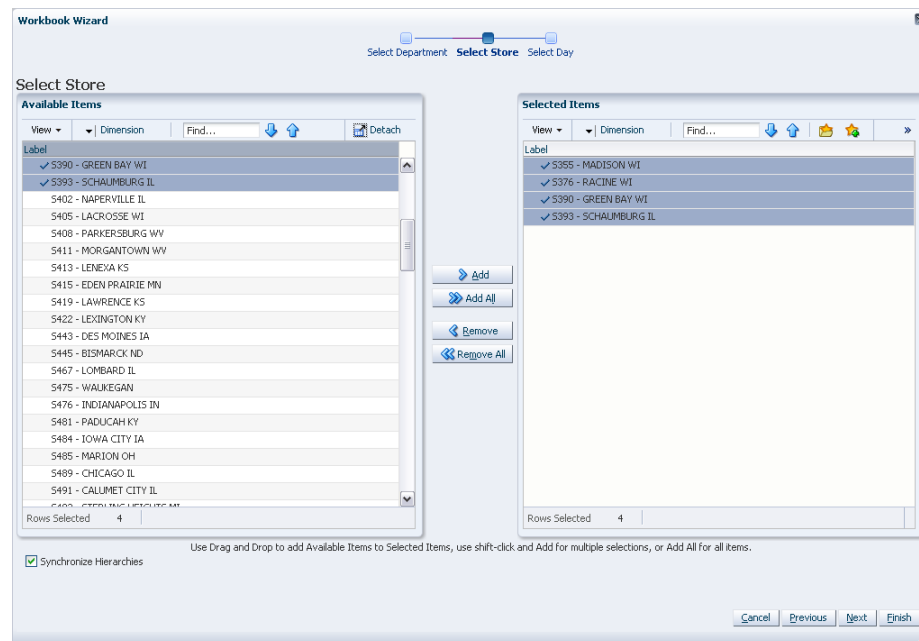 Workbook Wizard
Select Department Select Store Select Day
Select Store
Available Items
View Dimension Find... Detach
Label
S390 - GREEN BAY WI
S393 - SCHAUMBURG IL
S402 - NAPERVILLE IL
S405 - LACROSSE WI
S408 - PARKERSBURG WV
S411 - MORGANTOWN WV
S413 - LENEXA KS
S415 - EDEN PRAIRIE MN
S419 - LAWRENCE KS
S422 - LEXINGTON KY
S443 - DES MOINES IA
S445 - BISMARCK ND
S467 - LOMBARD IL
S475 - WAUKEGAN
S476 - INDIANAPOLIS IN
S481 - PADUCAH KY
S484 - IOWA CITY IA
S485 - MARION OH
S489 - CHICAGO IL
S491 - CALUMET CITY IL
Rows Selected 4
Add
Add All
Remove
Remove All
Selected Items
View Dimension Find... »
Label
S355 - MADISON WI
S376 - RACINE WI
S390 - GREEN BAY WI
S393 - SCHAUMBURG IL
Rows Selected 4
Use Drag and Drop to add Available Items to Selected Items, use shift-click and Add for multiple selections, or Add All for all items.
Synchronize Hierarchies
Cancel Previous Next Finish